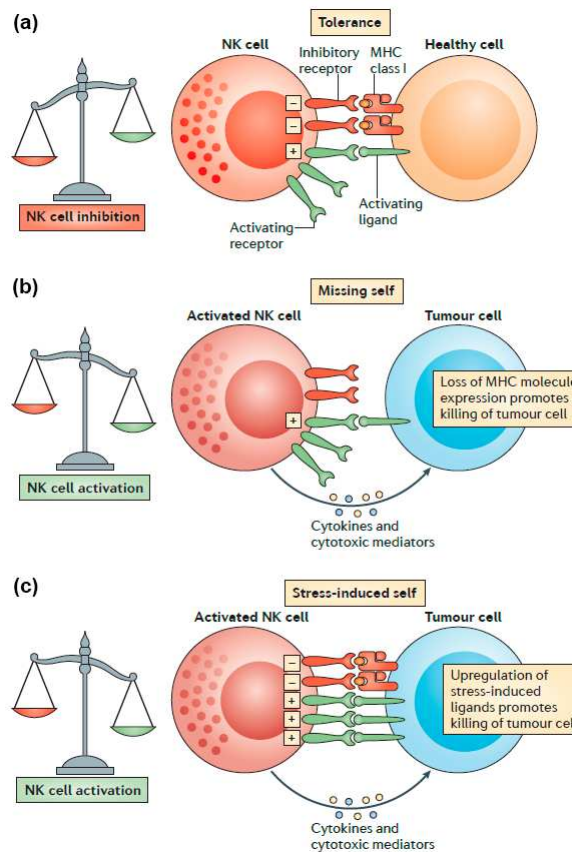 (a)
Tolerance
NK cell
Inhibitory
receptor
MHC
class I
Healthy cell
−
−
+
NK cell inhibition
Activating
receptor
Activating
ligand
(b)
Missing self
Activated NK cell
Tumour cell
Loss of MHC molecule
expression promotes
killing of tumour cell
+
NK cell activation
Cytokines and
cytotoxic mediators
(c)
Stress-induced self
Activated NK cell
Tumour cell
−
−
+
+
+
Upregulation of
stress-induced
ligands promotes
killing of tumour cel
NK cell activation
Cytokines and
cytotoxic mediators